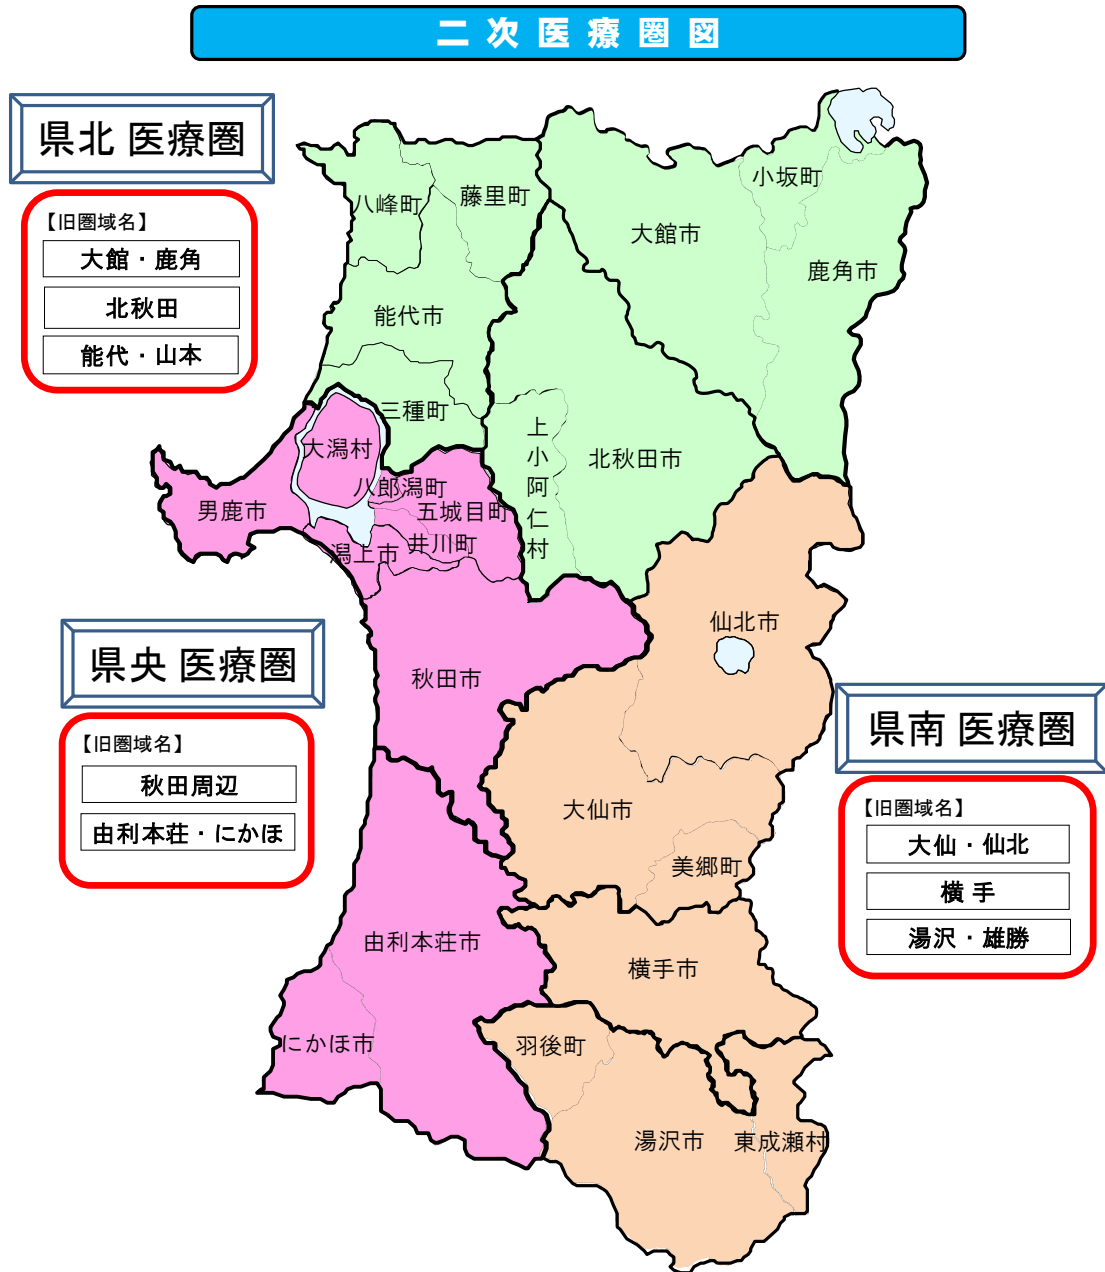 二次医療圏図
県北 医療圏
【旧圏域名】
大館・鹿角
北秋田
能代・山本
八峰町
藤里町
小坂町
大館市
鹿角市
能代市
三種町
上小阿仁村
北秋田市
大潟村
八郎潟町
男鹿市
五城目町
井川町
潟上市
県央 医療圏
【旧圏域名】
秋田周辺
由利本荘・にかほ
秋田市
仙北市
県南 医療圏
【旧圏域名】
大仙・仙北
横 手
湯沢・雄勝
大仙市
美郷町
由利本荘市
横手市
にかほ市
羽後町
湯沢市
東成瀬村